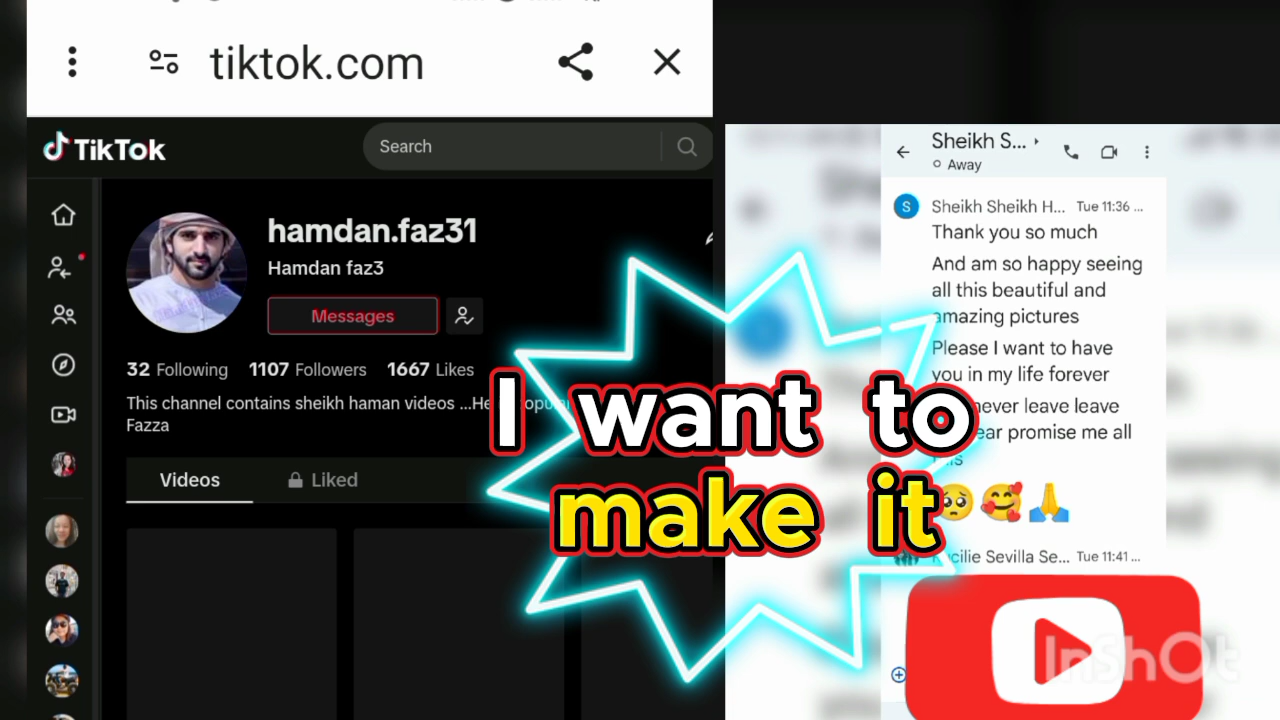 tiktok.com
TikTok
Search
hamdan.faz31
Hamdan faz3
Messages
32 Following 1107 Followers 1667 Likes
This channel contains sheikh haman videos ...He
Fazza
Videos
Liked
Sheikh S...
Away
S
Sheikh Sheikh H... Tue 11:36 ...
Thank you so much
And am so happy seeing
all this beautiful and
amazing pictures
Please I want to have
you in my life forever
never leave leave
promise me all
I want to
make it
Sevilla Se... Tue 11:41 ...
InShOt